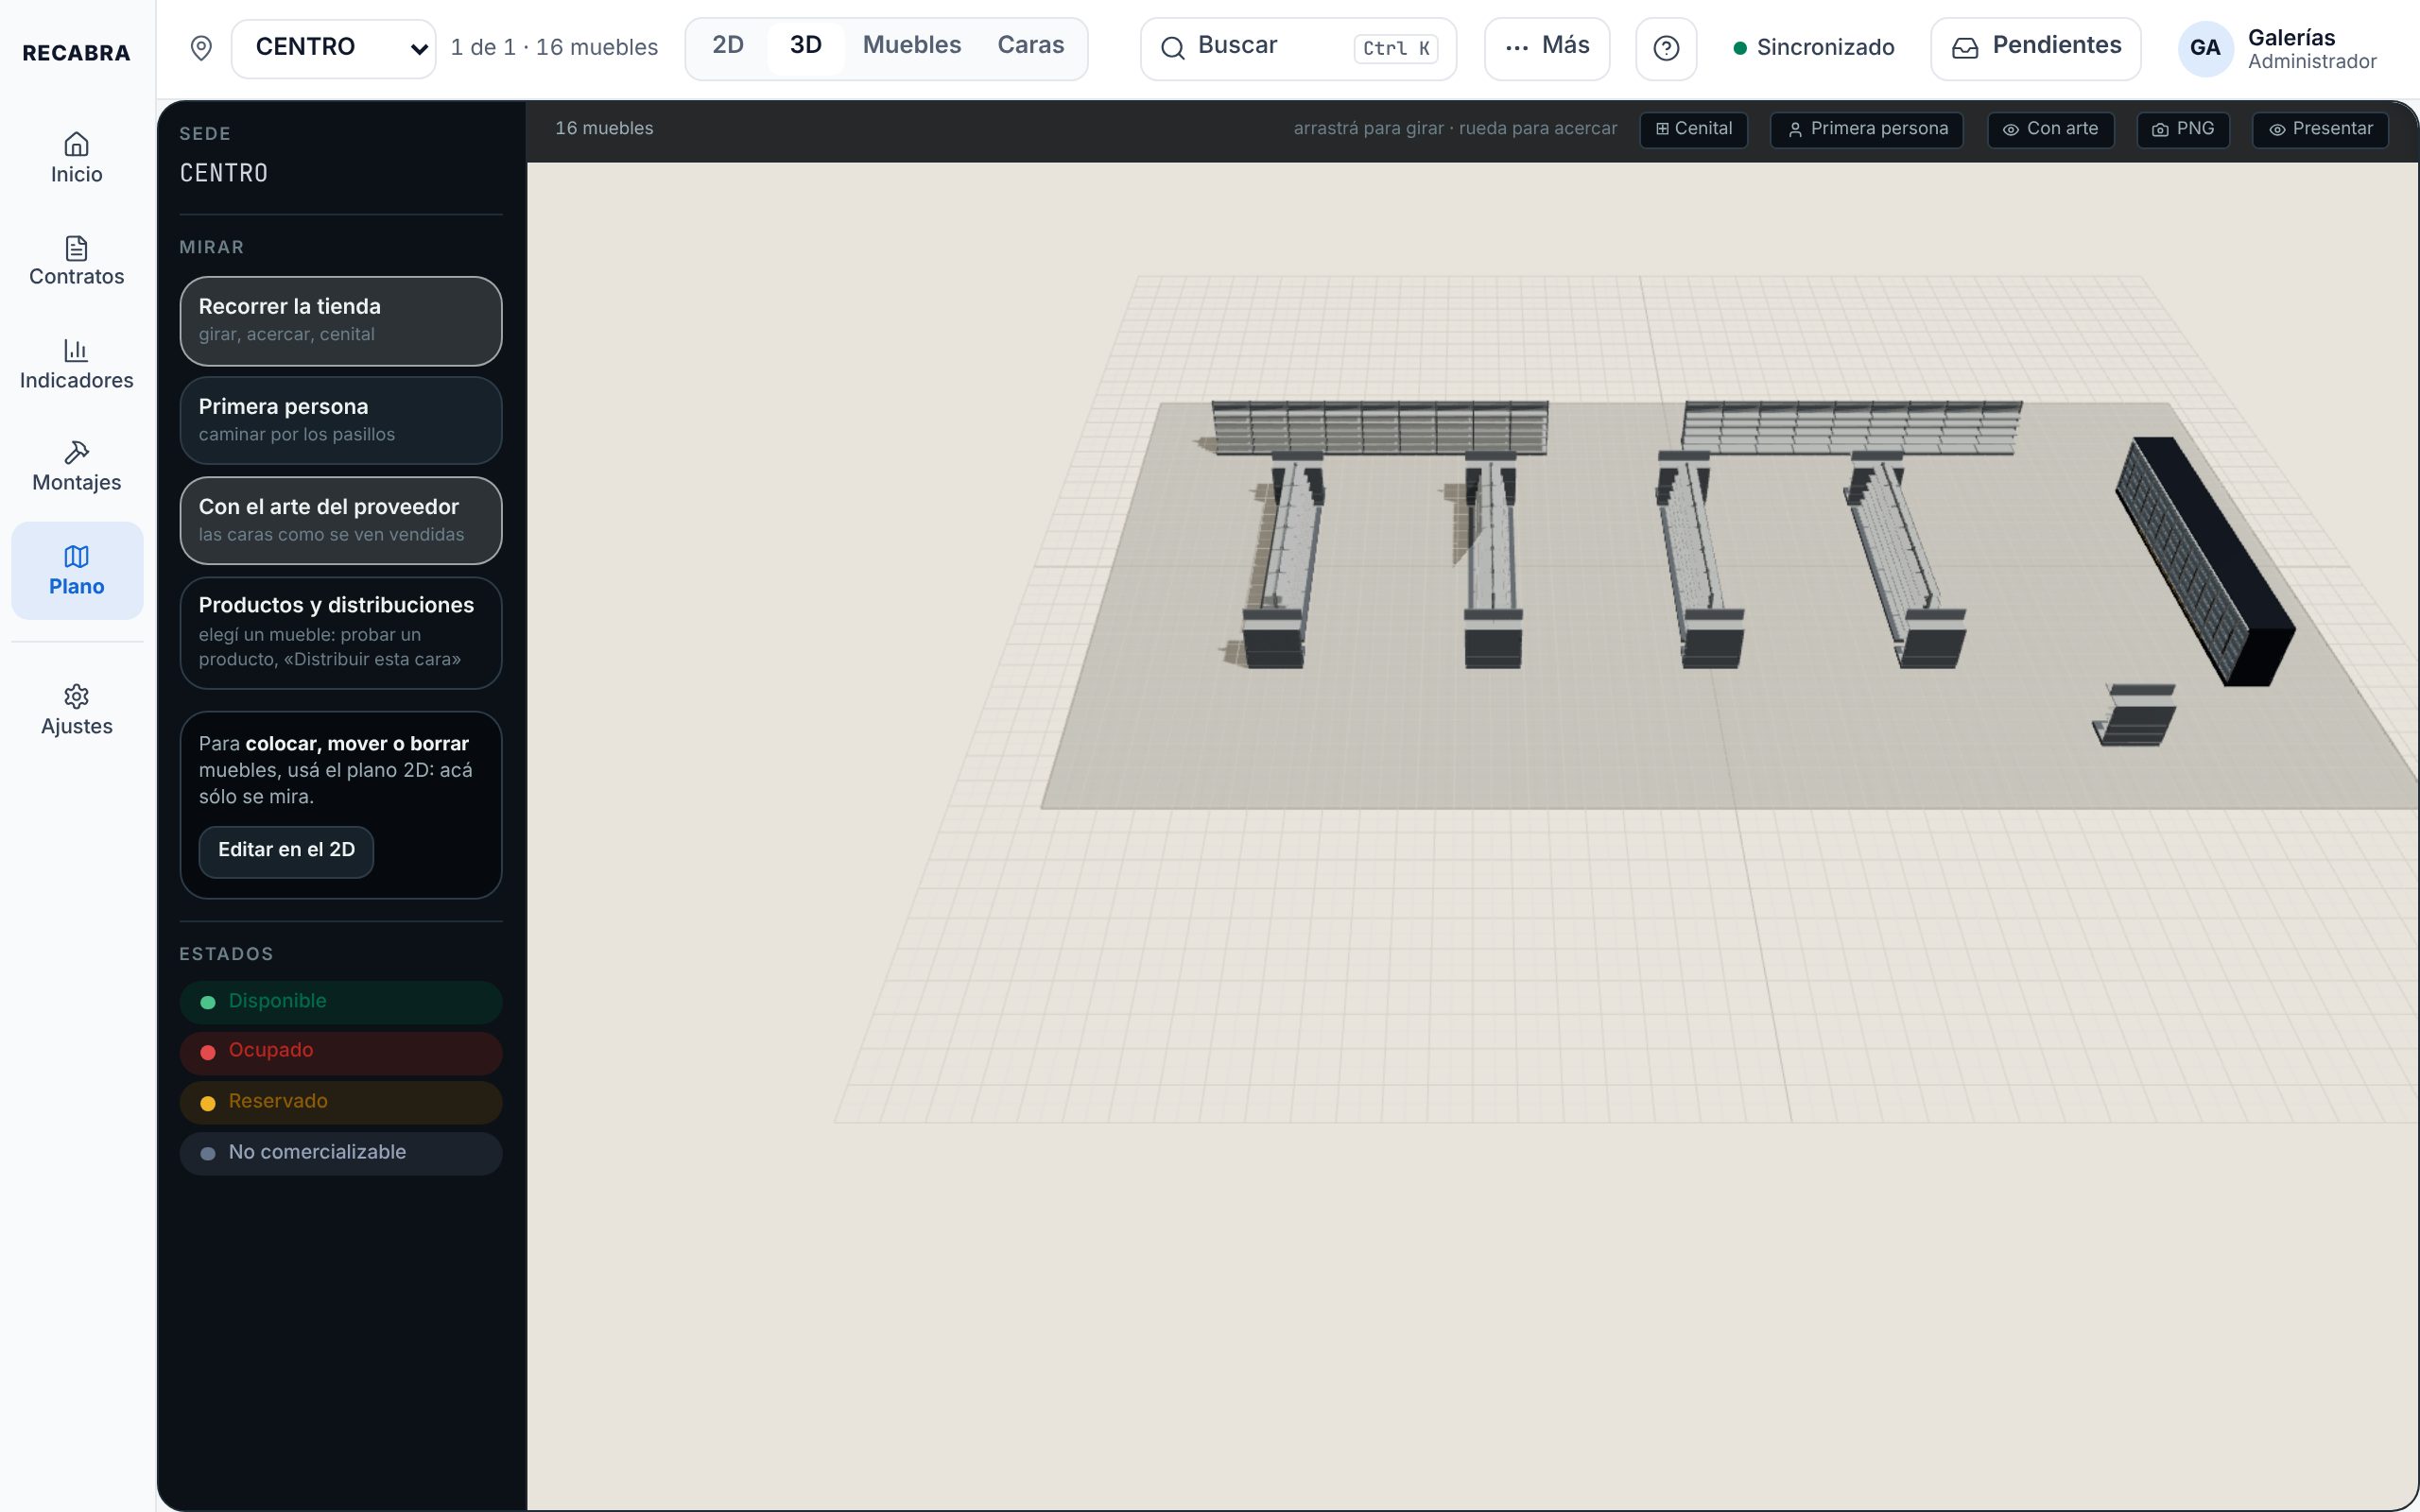 RECABRA
CENTRO
1 de 1 · 16 muebles
2D
3D
Muebles
Caras
Buscar
Ctrl K
··· Más
Sincronizado
Pendientes
GA
Galerías
Administrador
Inicio
Contratos
Indicadores
Montajes
Plano
Ajustes
SEDE
CENTRO
MIRAR
Recorrer la tienda
girar, acercar, cenital
Primera persona
caminar por los pasillos
Con el arte del proveedor
las caras como se ven vendidas
Productos y distribuciones
elegí un mueble: probar un
producto, «Distribuir esta cara»
Para colocar, mover o borrar
muebles, usá el plano 2D: acá
sólo se mira.
Editar en el 2D
ESTADOS
Disponible
Ocupado
Reservado
No comercializable
16 muebles
arrastrá para girar · rueda para acercar
Cenital
Primera persona
Con arte
PNG
Presentar